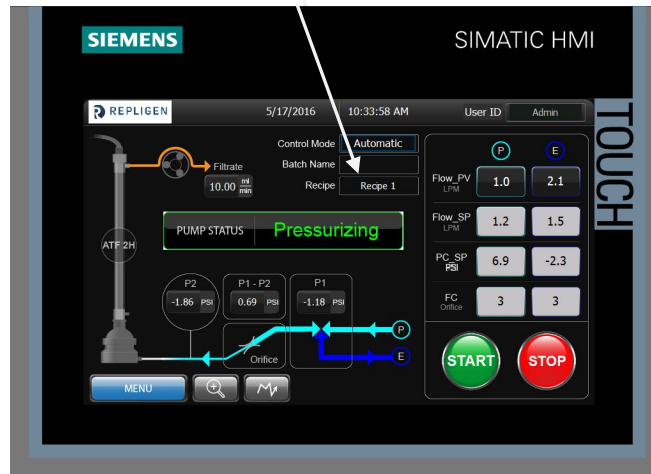 SIEMENS
SIMATIC HMI
TOUCH
REPLIGEN
5/17/2016
10:33:58 AM
User ID
Admin
Control Mode
Automatic
Batch Name
Recipe
Recipe 1
Filtrate
10.00 ml
min
ATF 2H
PUMP STATUS
Pressurizing
P2
-1.86 PSI
P1 - P2
0.69 PSI
P1
-1.18 PSI
Orifice
P
E
P E
Flow_PV
LPM
1.0 2.1
Flow_SP
LPM
1.2 1.5
PC_SP
PSI
6.9 -2.3
FC
Orifice
3 3
START
STOP
MENU